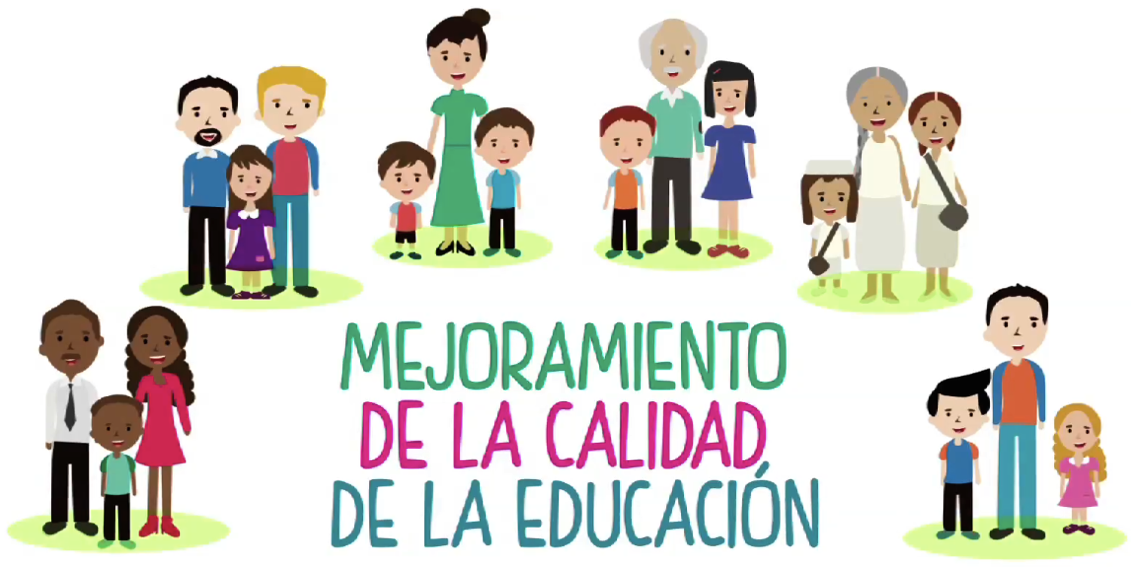 MEJORAMIENTO
DE LA CALIDAD
DE LA EDUCACIÓN